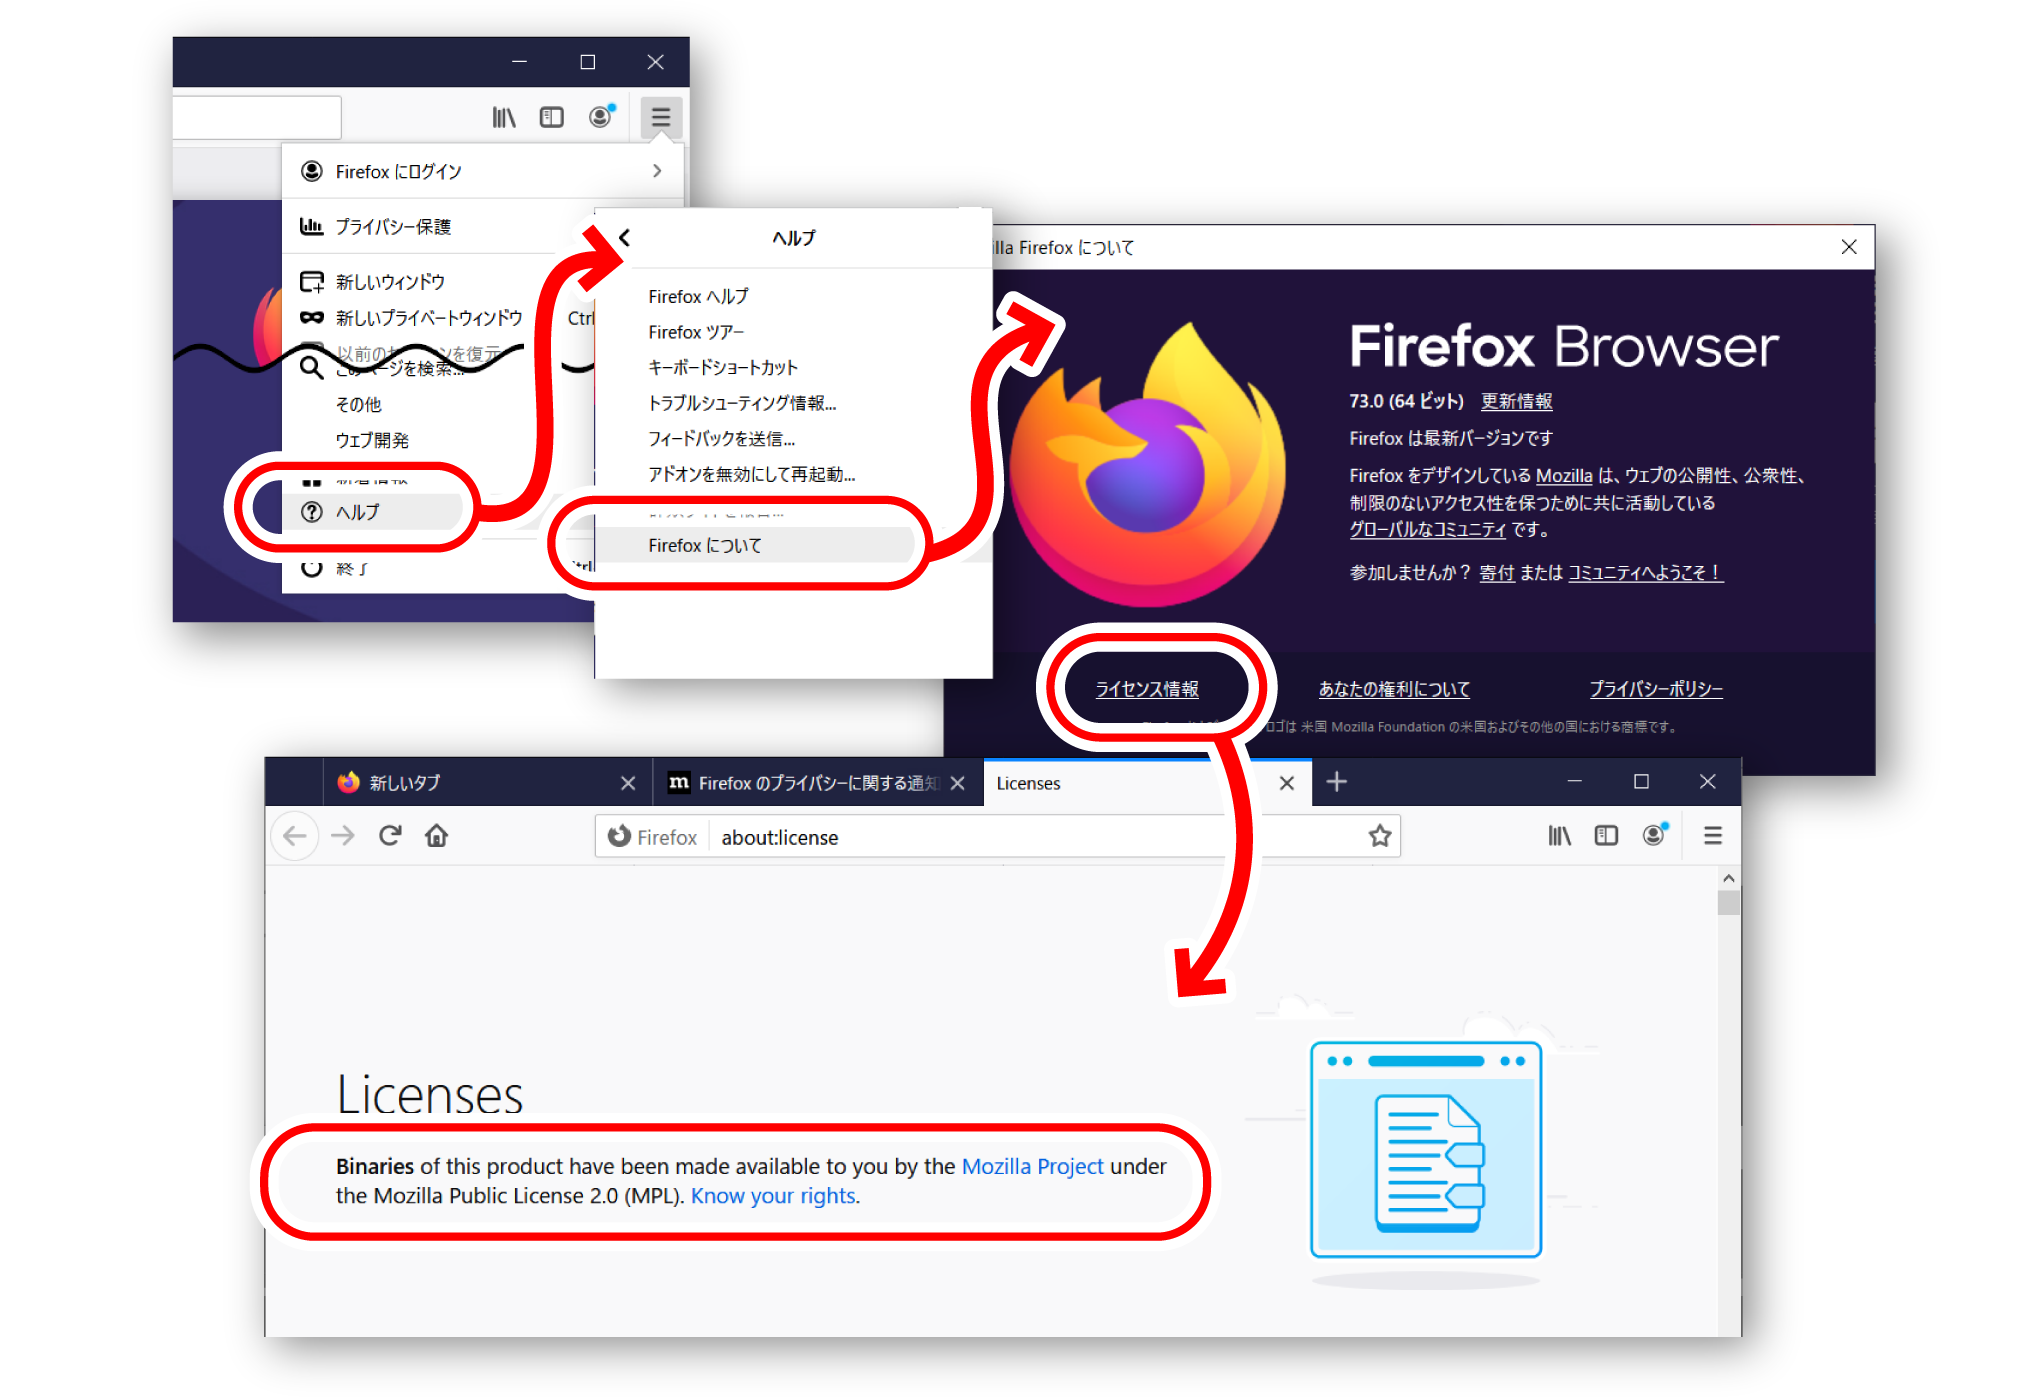 Firefox にログイン
プライバシー保護
新しいウィンドウ
新しいプライベートウィンドウ
以前の
を復元
ページを検索...
その他
ウェブ開発
ヘルプ
終了
ヘルプ
Firefox ヘルプ
Firefox ツアー
キーボードショートカット
トラブルシューティング情報...
フィードバックを送信...
アドオンを無効にして再起動...
Firefox について
Firefox について
Firefox Browser
73.0 (64 ビット) 更新情報
Firefox は最新バージョンです
Firefox をデザインしている Mozilla は、ウェブの公開性、公衆性、
制限のないアクセス性を保つために共に活動している
グローバルなコミュニティ です。
参加しませんか? 寄付 または コミュニティへようこそ!
ライセンス情報 あなたの権利について プライバシーポリシー
ロゴは 米国 Mozilla Foundation の米国およびその他の国における商標です。
新しいタブ
m Firefox のプライバシーに関する通知
Licenses
Firefox about:license
Licenses
Binaries of this product have been made available to you by the Mozilla Project under
the Mozilla Public License 2.0 (MPL). Know your rights.